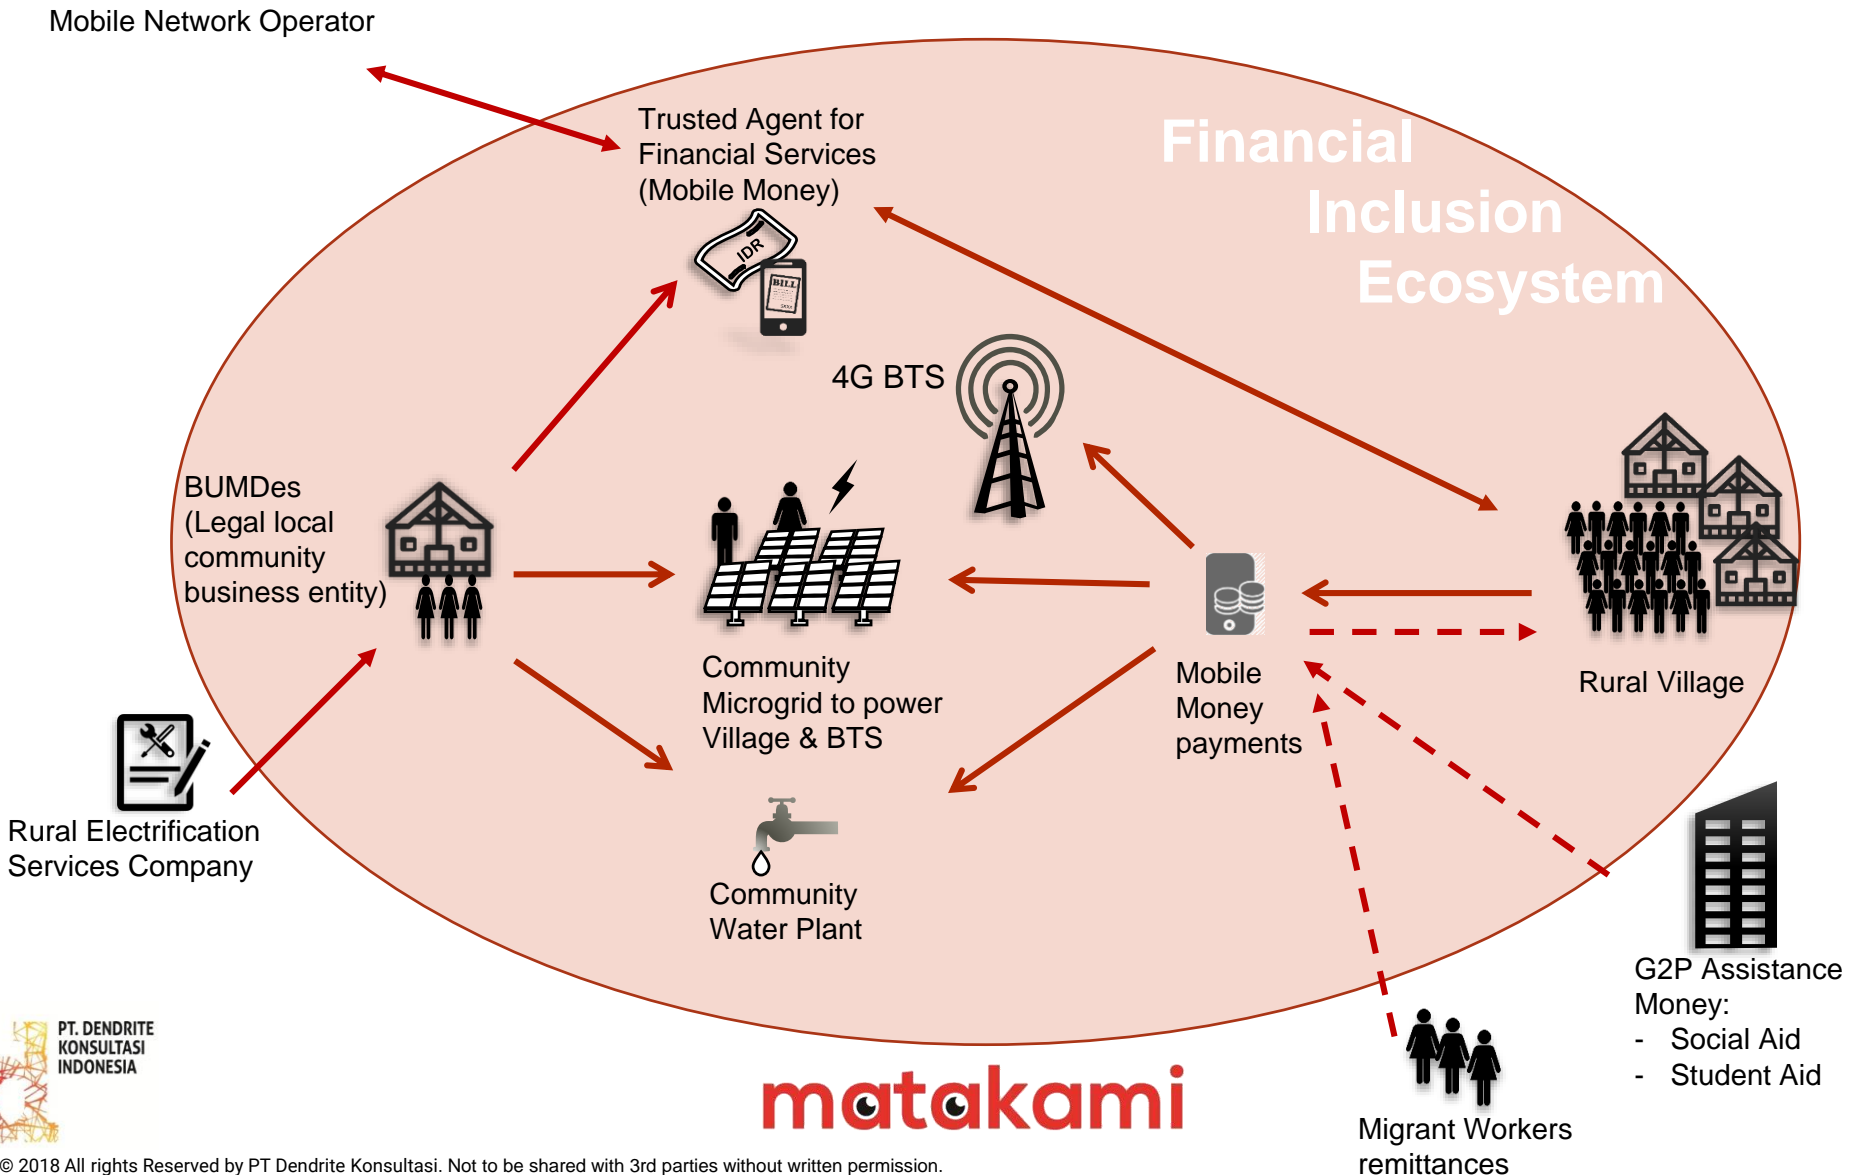 Mobile Network Operator
Trusted Agent for
Financial Services
(Mobile Money)
Financial
Inclusion
Ecosystem
IDR
BILL
4G BTS
BUMDes
(Legal local
community
business entity)
Community
Microgrid to power
Village & BTS
Mobile
Money
payments
Rural Village
Rural Electrification
Services Company
Community
Water Plant
G2P Assistance
Money:
- Social Aid
- Student Aid
PT. DENDRITE
KONSULTASI
INDONESIA
matakami
Migrant Workers
remittances
© 2018 All rights Reserved by PT Dendrite Konsultasi. Not to be shared with 3rd parties without written permission.